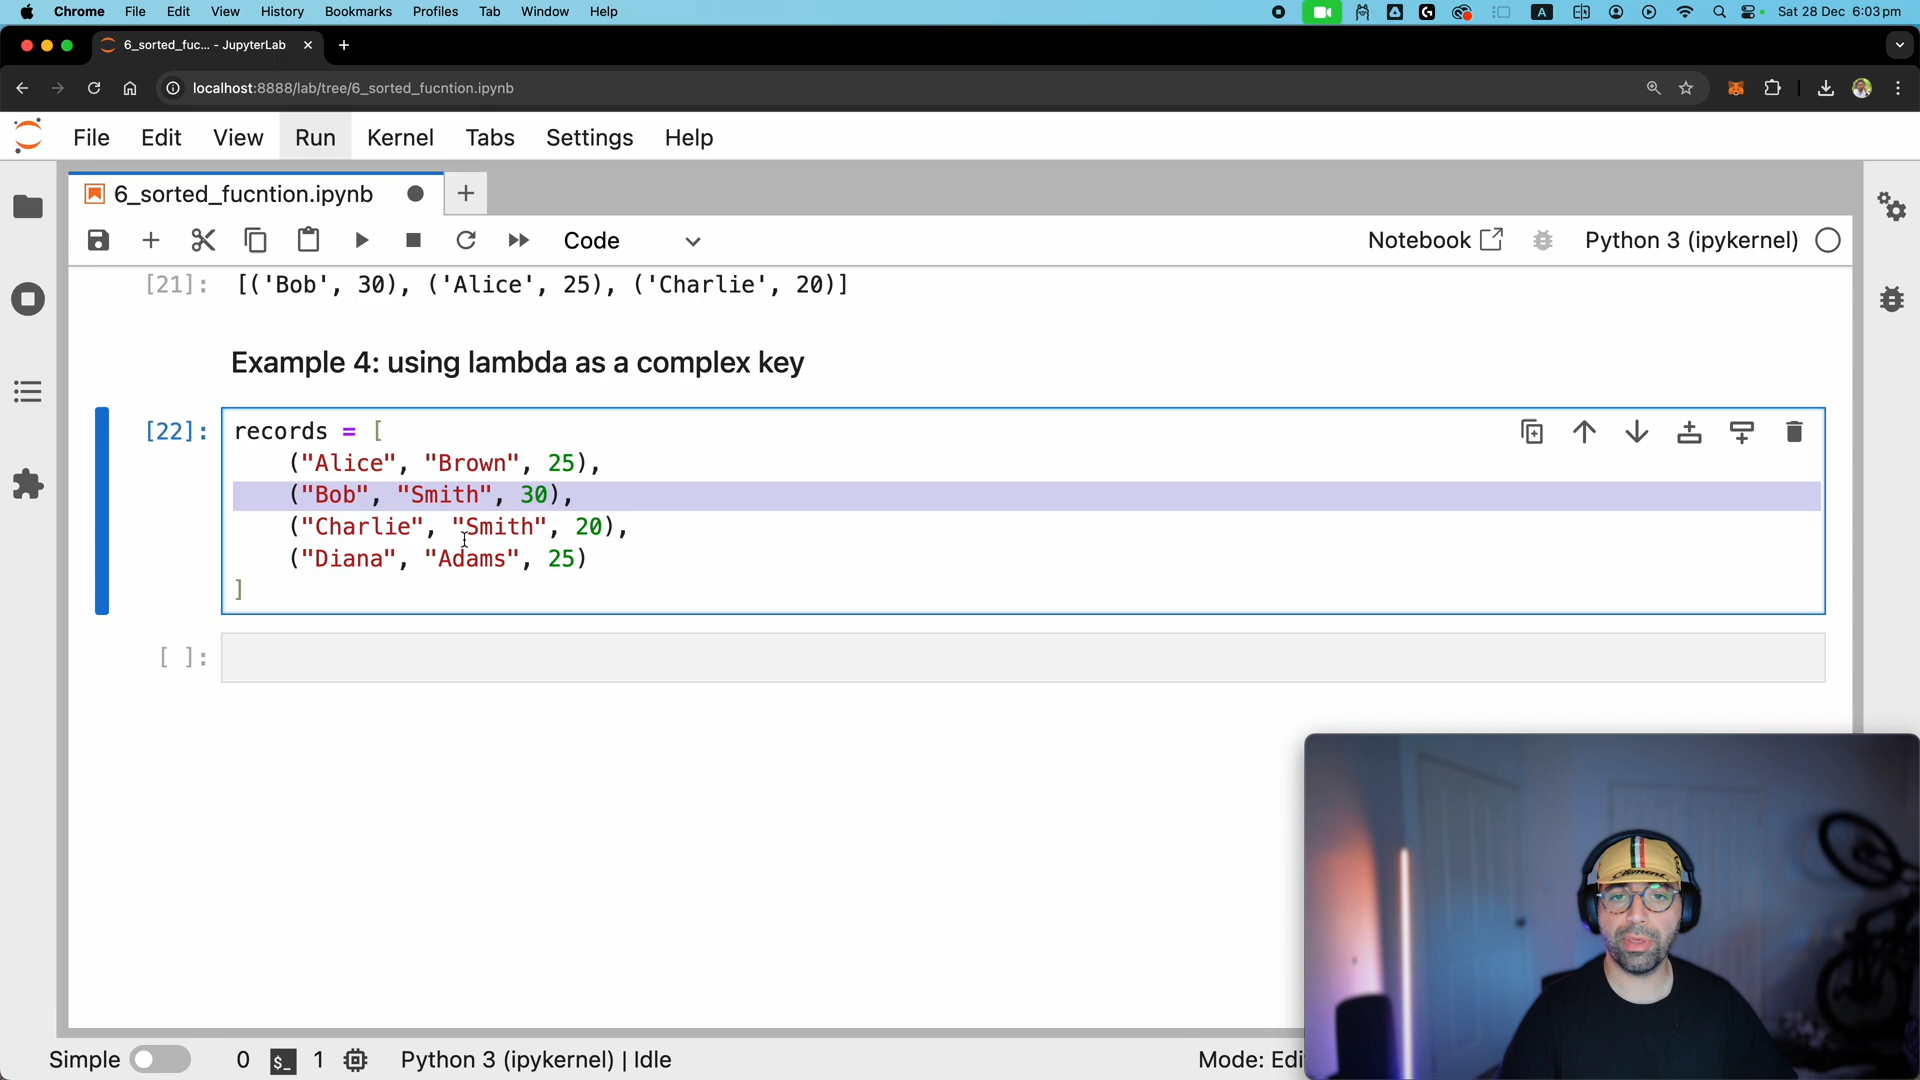 Chrome File Edit View History Bookmarks Profiles Tab Window Help
A Sat 28 Dec 6:03 pm
6_sorted_fuc... - JupyterLab
localhost:8888/lab/tree/6_sorted_fucntion.ipynb
File Edit View Run Kernel Tabs Settings Help
6_sorted_fucntion.ipynb
Code
Notebook
Python 3 (ipykernel)
[21]: [('Bob', 30), ('Alice', 25), ('Charlie', 20)]
Example 4: using lambda as a complex key
[22]: records = [
("Alice", "Brown", 25),
("Bob", "Smith", 30),
("Charlie", "Smith", 20),
("Diana", "Adams", 25)
]
[ ]:
Simple 0 $_ 1 Python 3 (ipykernel) | Idle
Mode: Edi